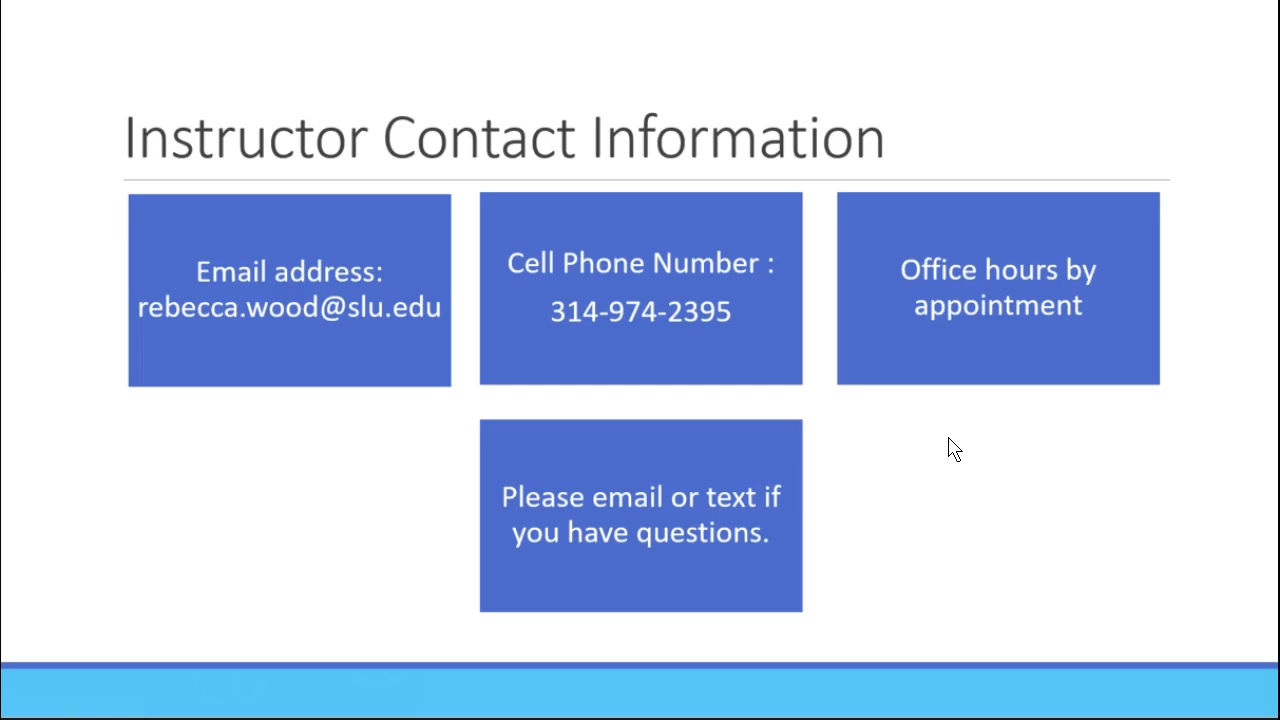 Instructor Contact Information
Email address:
rebecca.wood@slu.edu
Cell Phone Number :
314-974-2395
Office hours by
appointment
Please email or text if
you have questions.